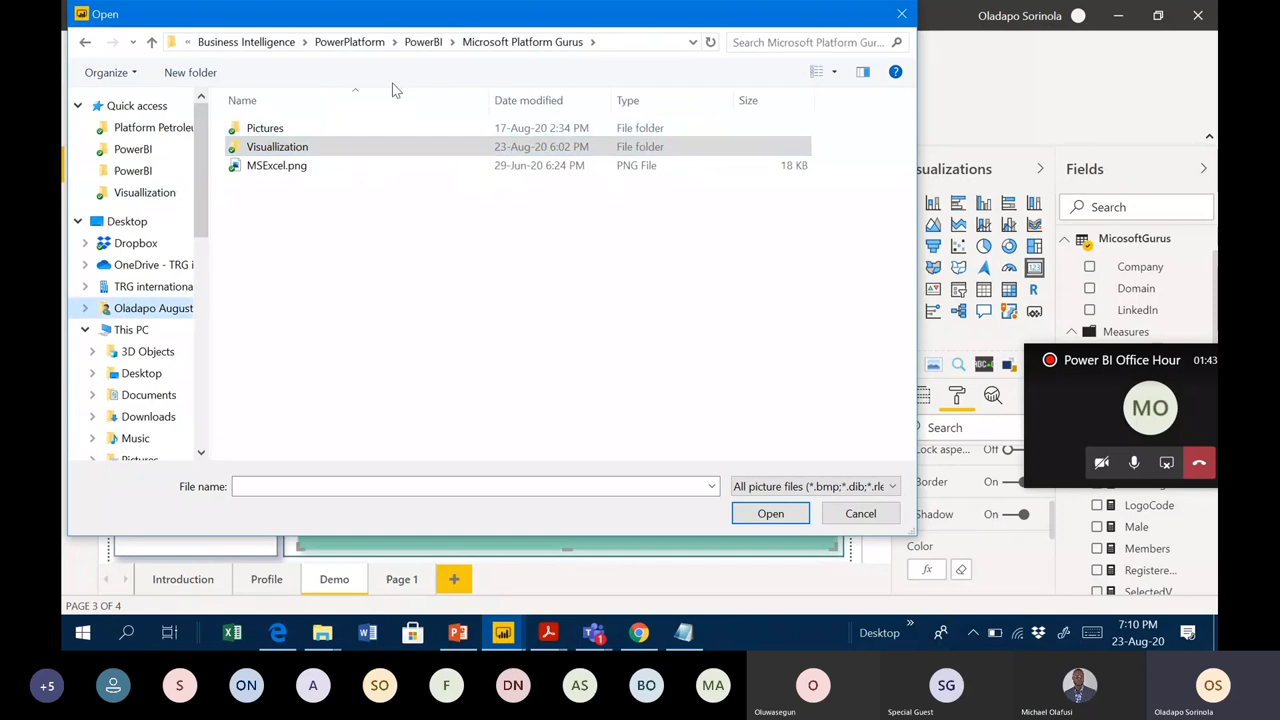 Open
Oladapo Sorinola
« Business Intelligence > PowerPlatform > PowerBI > Microsoft Platform Gurus >
Search Microsoft Platform Gur...
Organize
New folder
Name
Date modified
Type
Size
Quick access
Platform Petroleu
PowerBI
PowerBI
Visuallization
Desktop
Dropbox
OneDrive - TRG i
TRG internationa
Oladapo August
This PC
3D Objects
Desktop
Documents
Downloads
Music
Pictures
Pictures 17-Aug-20 2:34 PM File folder
Visuallization 23-Aug-20 6:02 PM File folder
MSExcel.png 29-Jun-20 6:24 PM PNG File 18 KB
File name:
All picture files (*.bmp;*.dib;*.rle
Open
Cancel
sualizations
Fields
Search
MicosoftGurus
Company
Domain
LinkedIn
Measures
R
123
ABC
Power BI Office Hour 01:43
MO
Search
Lock aspe... Off
Border On
Shadow On
Color
fx
LogoCode
Male
Members
Registere...
SelectedV
Introduction
Profile
Demo
Page 1
+
PAGE 3 OF 4
Desktop
7:10 PM
23-Aug-20
+5
S
ON
A
SO
F
DN
AS
BO
MA
O
Oluwasegun
SG
Special Guest
Michael Olafusi
OS
Oladapo Sorinola